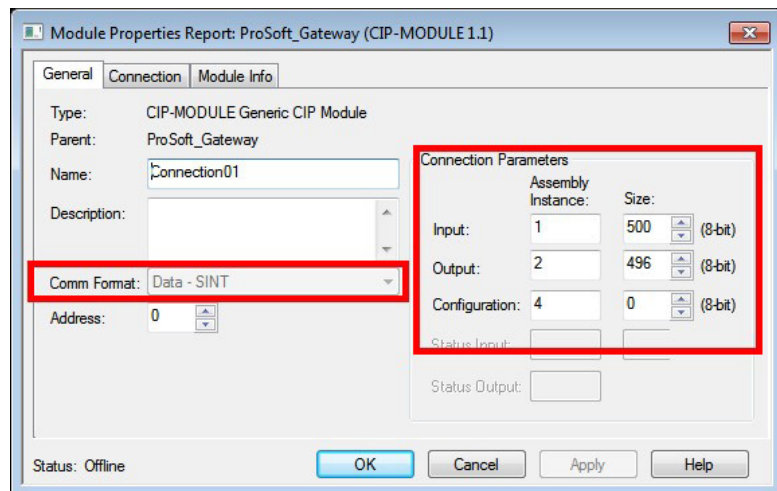 Module Properties Report: ProSoft_Gateway (CIP-MODULE 1.1)
General Connection Module Info
Type: CIP-MODULE Generic CIP Module
Parent: ProSoft_Gateway
Name: Connection01
Description:
Comm Format: Data - SINT
Address: 0
Connection Parameters
Assembly
Instance: Size:
Input: 1 500 (8-bit)
Output: 2 496 (8-bit)
Configuration: 4 0 (8-bit)
Status Input:
Status Output:
Status: Offline
OK Cancel Apply Help